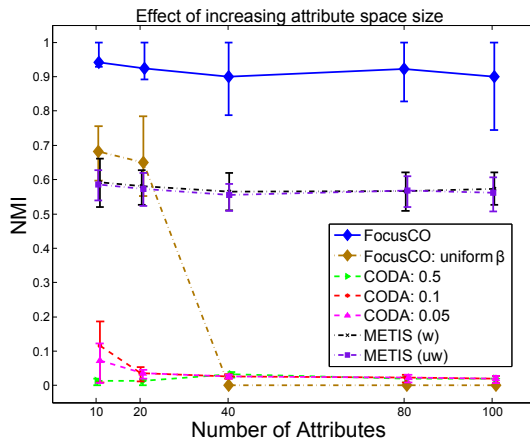 Effect of increasing attribute space size
NMI
1
0.9
0.8
0.7
0.6
0.5
0.4
0.3
0.2
0.1
0
FocusCO
FocusCO: uniform β
CODA: 0.5
CODA: 0.1
CODA: 0.05
METIS (w)
METIS (uw)
10 20 40 80 100
Number of Attributes